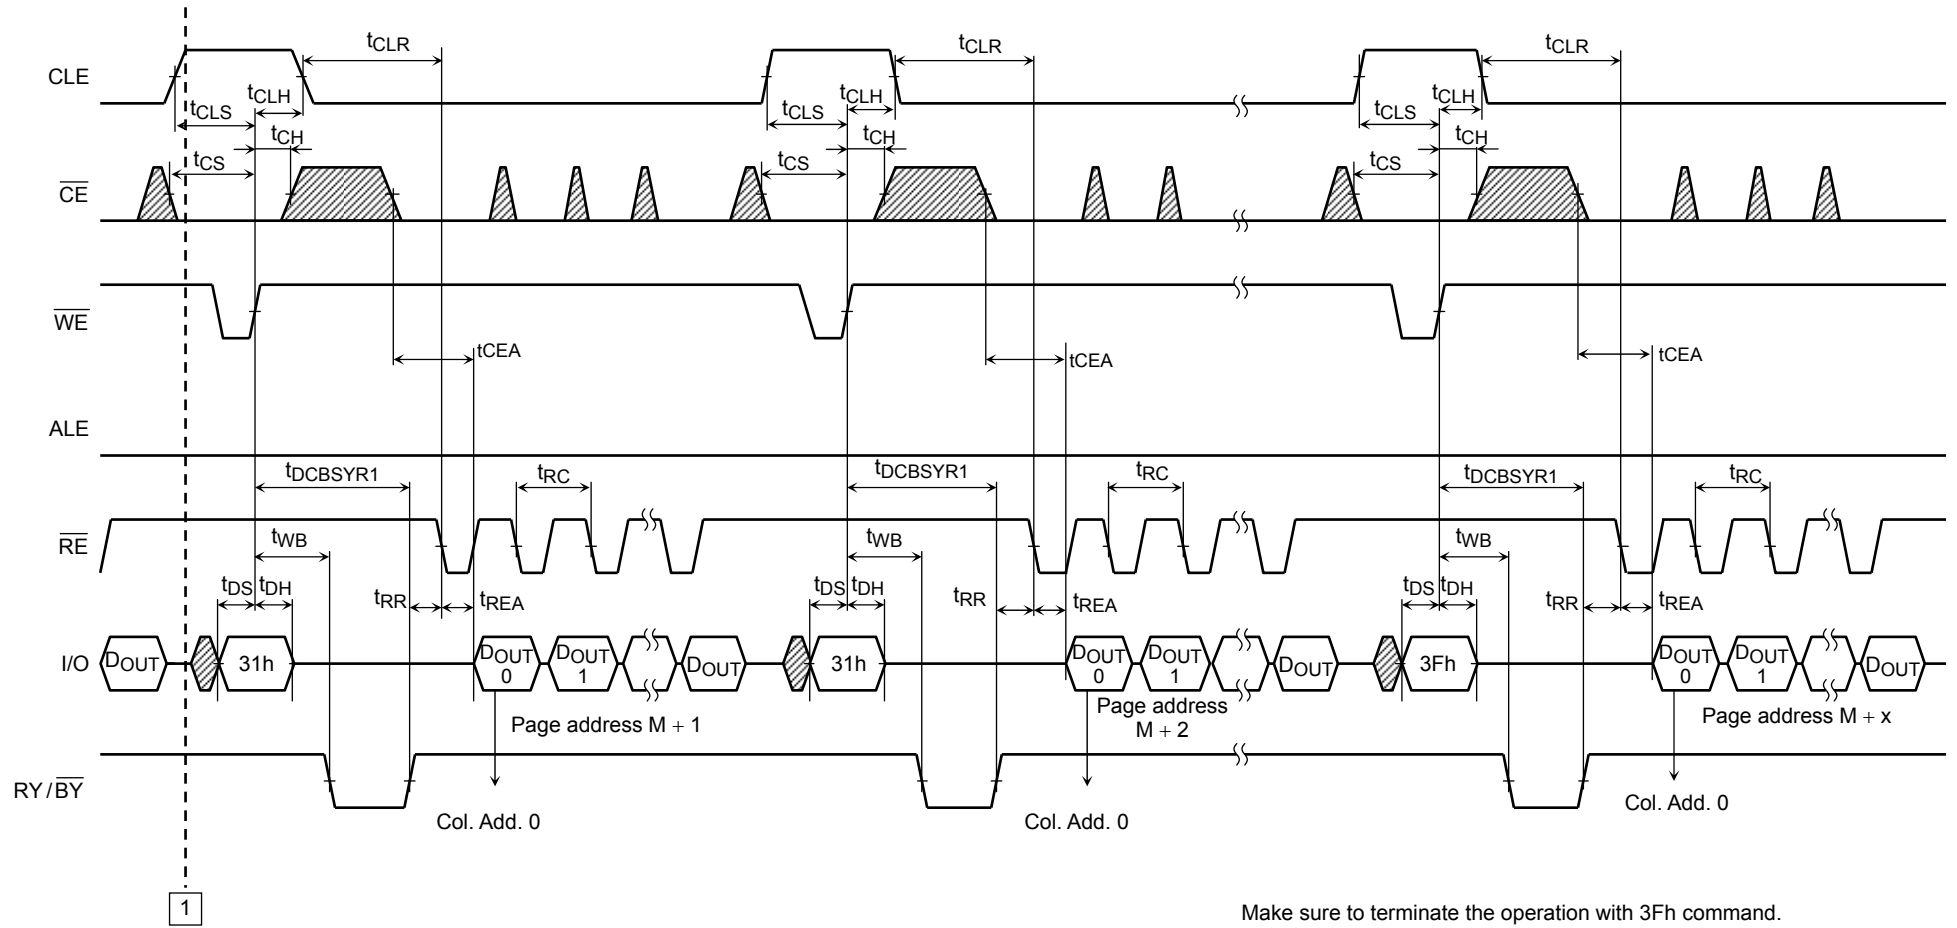 CLE
tCLR
tCLR
tCLR
tCLH
tCLH
tCLH
tCLS
tCLS
tCLS
tCH
tCH
tCH
tCS
tCS
tCS
CE
WE
tCEA
tCEA
tCEA
ALE
tDCBSYR1
tRC
tDCBSYR1
tRC
tDCBSYR1
tRC
RE
tWB
tWB
tWB
tDS tDH
tDS tDH
tDS tDH
tRR
tREA
tRR
tREA
tRR
tREA
I/O
DOUT
31h
DOUT 0
DOUT 1
DOUT
31h
DOUT 0
DOUT 1
DOUT
3Fh
DOUT 0
DOUT 1
DOUT
Page address M + 1
Page address
M + 2
Page address M + x
RY/BY
Col. Add. 0
Col. Add. 0
Col. Add. 0
1
Make sure to terminate the operation with 3Fh command.